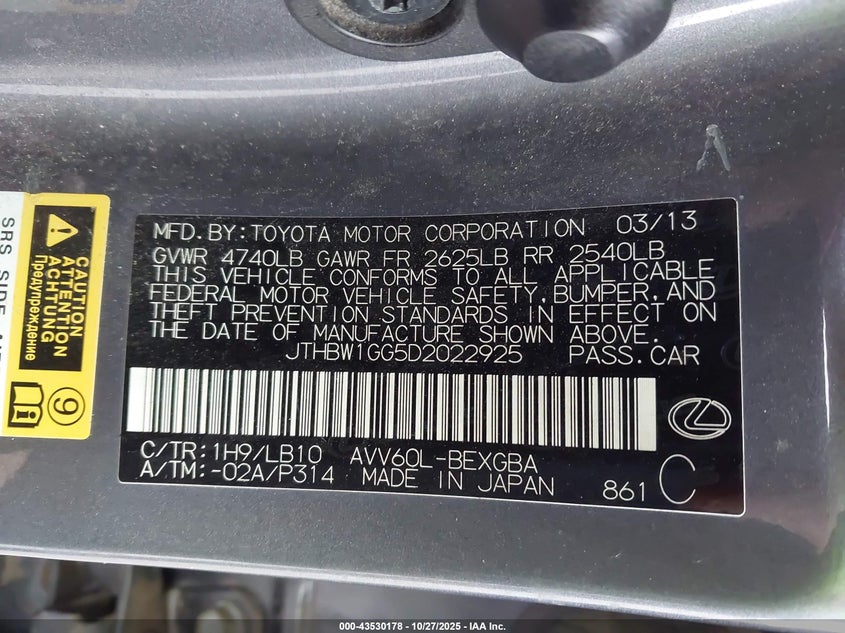 MFD.BY: TOYOTA MOTOR CORPORATION 03/13
GVWR 4740LB GAWR FR 2625LB RR 2540LB
THIS VEHICLE CONFORMS TO ALL APPLICABLE
FEDERAL MOTOR VEHICLE SAFETY, BUMPER, AND
THEFT PREVENTION STANDARDS IN EFFECT ON
THE DATE OF MANUFACTURE SHOWN ABOVE.
JTHBW1GG5D2022925 PASS.CAR
C/TR: 1H9/LB10 AVV60L-BEXGBA
A/TM: -02A/P314 MADE IN JAPAN 861 C
CAUTION
ATTENTION
ACHTUNG
Предупреждение
9
SRS SIDE
000-43530178 - 10/27/2025 - IAA Inc.